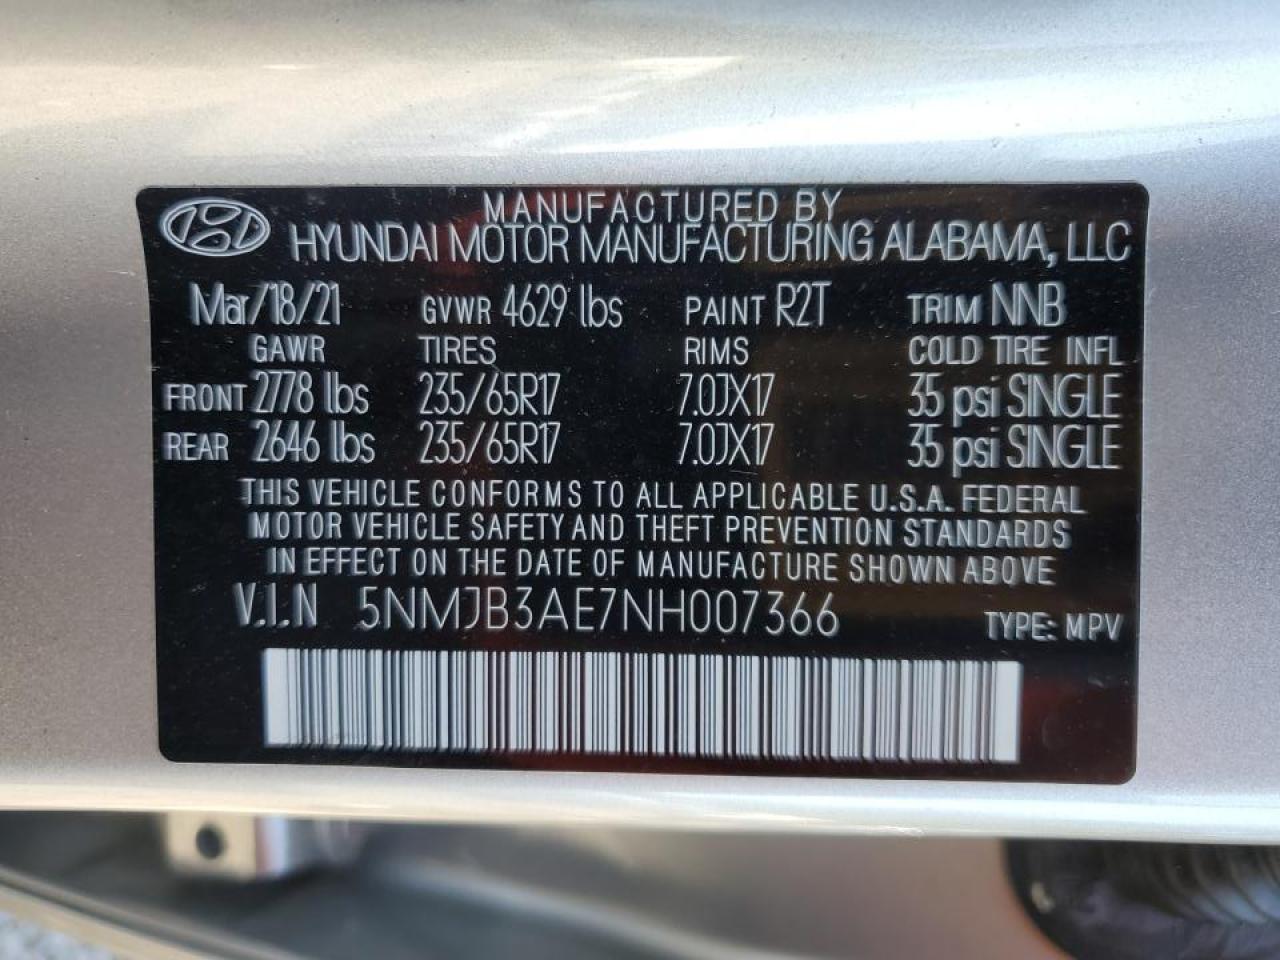 MANUFACTURED BY
HYUNDAI MOTOR MANUFACTURING ALABAMA, LLC
Mar/18/21 GVWR 4629 lbs PAINT R2T TRIM NNB
GAWR TIRES RIMS COLD TIRE INFL
FRONT 2778 lbs 235/65R17 7.0JX17 35 psi SINGLE
REAR 2646 lbs 235/65R17 7.0JX17 35 psi SINGLE
THIS VEHICLE CONFORMS TO ALL APPLICABLE U.S.A. FEDERAL
MOTOR VEHICLE SAFETY AND THEFT PREVENTION STANDARDS
IN EFFECT ON THE DATE OF MANUFACTURE SHOWN ABOVE
V.I.N 5NMJB3AE7NH007366 TYPE: MPV